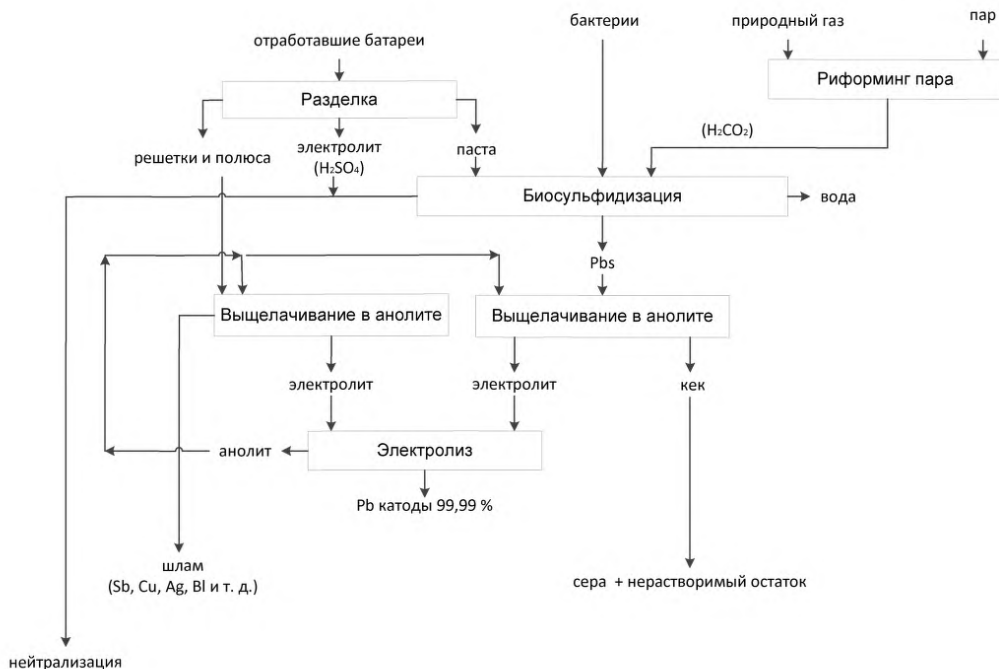 бактерии
природный газ
пар
отработавшие батареи
Риформинг пара
Разделка
(H₂CO₂)
решетки и полюса
электролит
(H₂SO₄)
паста
Биосульфидизация
вода
Pbs
Выщелачивание в анолите
Выщелачивание в анолите
электролит
электролит
кек
анолит
Электролиз
Pb катоды 99,99 %
шлам
(Sb, Cu, Ag, Bl и т. д.)
сера + нерастворимый остаток
нейтрализация